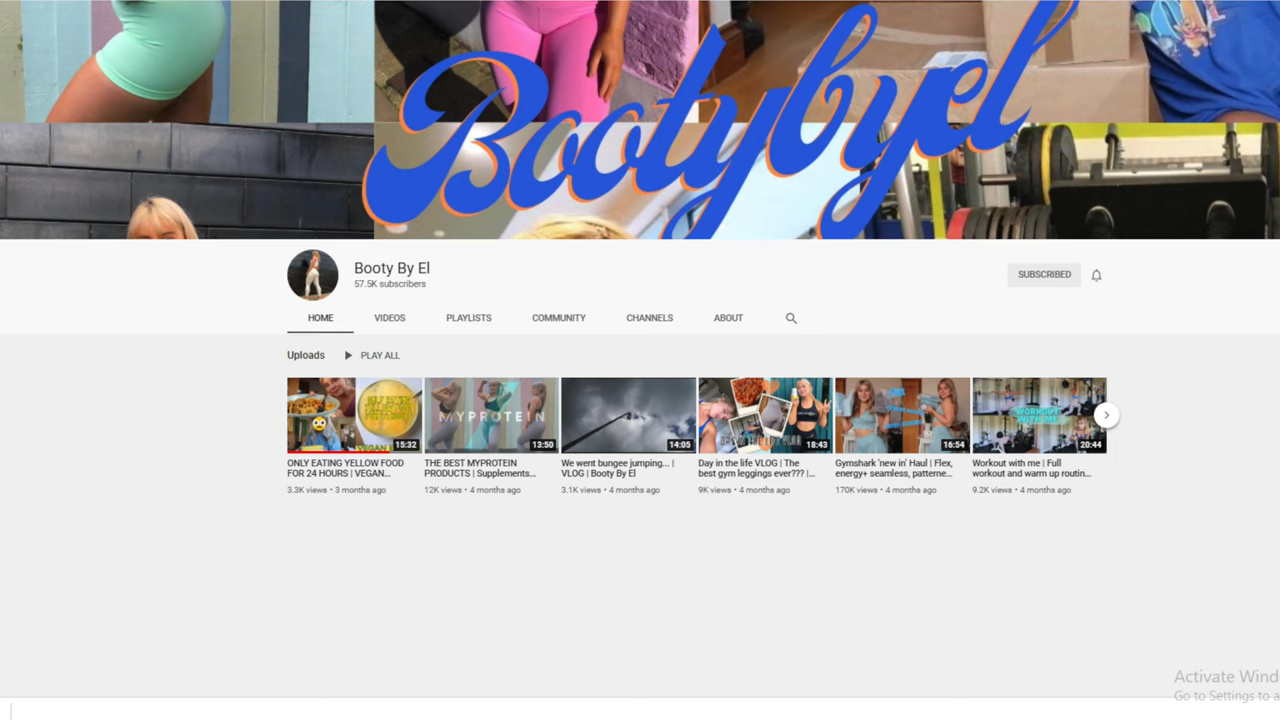 Bootybyel
Booty By El
57.5K subscribers
SUBSCRIBED
HOME
VIDEOS
PLAYLISTS
COMMUNITY
CHANNELS
ABOUT
Uploads
PLAY ALL
15:32
MYPROTEIN
13:50
14:05
18:43
16:54
WORKOUT
WITH ME
20:44
ONLY EATING YELLOW FOOD
FOR 24 HOURS | VEGAN...
3.3K views • 3 months ago
THE BEST MYPROTEIN
PRODUCTS | Supplements...
12K views • 4 months ago
We went bungee jumping... |
VLOG | Booty By El
3.1K views • 4 months ago
Day in the life VLOG | The
best gym leggings ever??? |...
9K views • 4 months ago
Gymshark 'new in' Haul | Flex,
energy+ seamless, patterne...
170K views • 4 months ago
Workout with me | Full
workout and warm up routin...
9.2K views • 4 months ago
Activate Wind
Go to Settings to a